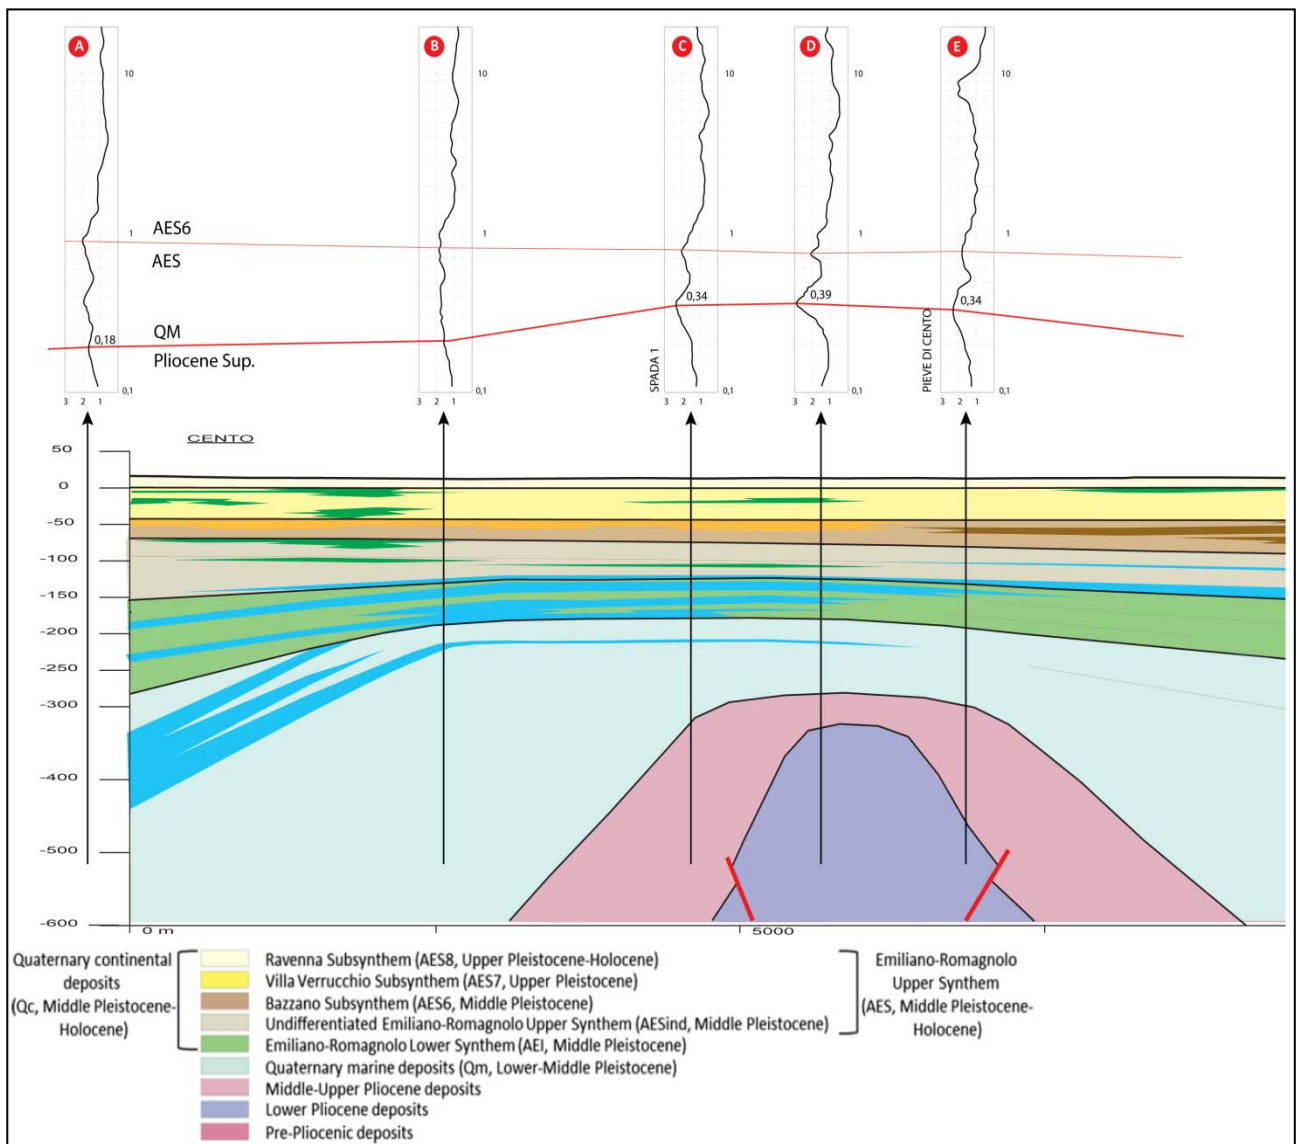 A
B
C
D
E
10
10
10
10
10
AES6
1
1
1
1
1
AES
0,34
0,39
0,34
QM
0,18
Pliocene Sup.
SPADA 1
PIEVE DI CENTO
0,1
0,1
0,1
0,1
0,1
3 2 1
3 2 1
3 2 1
3 2 1
3 2 1
CENTO
50
0
-50
-100
-150
-200
-250
-300
-400
-500
-600
0 m
5000
Quaternary continental
deposits
(Qc, Middle Pleistocene-
Holocene)
Ravenna Subsynthem (AES8, Upper Pleistocene-Holocene)
Villa Verrucchio Subsynthem (AES7, Upper Pleistocene)
Bazzano Subsynthem (AES6, Middle Pleistocene)
Undifferentiated Emiliano-Romagnolo Upper Synthem (AESind, Middle Pleistocene)
Emiliano-Romagnolo Lower Synthem (AEI, Middle Pleistocene)
Quaternary marine deposits (Qm, Lower-Middle Pleistocene)
Middle-Upper Pliocene deposits
Lower Pliocene deposits
Pre-Pliocenic deposits
Emiliano-Romagnolo
Upper Synthem
(AES, Middle Pleistocene-
Holocene)